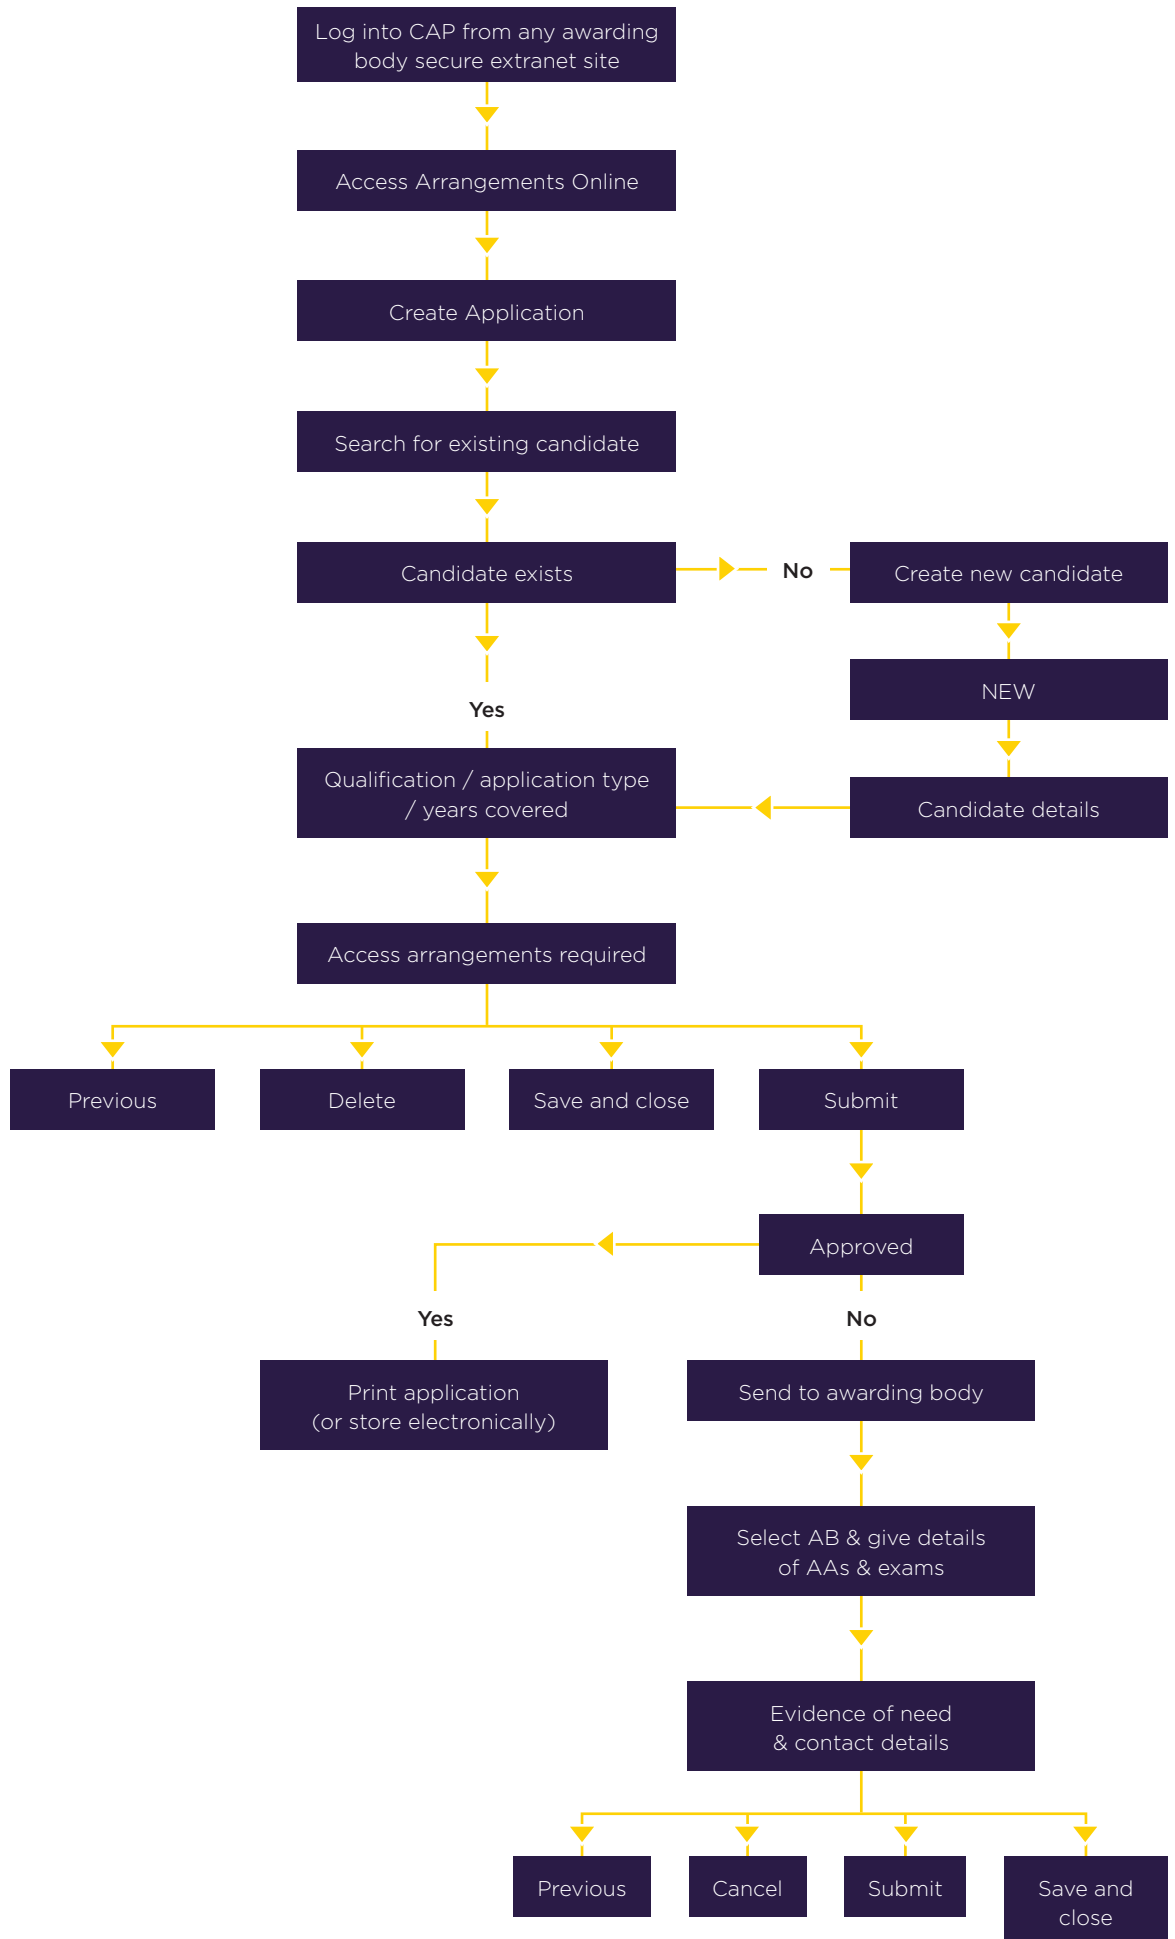 Log into CAP from any awarding
body secure extranet site
Access Arrangements Online
Create Application
Search for existing candidate
Candidate exists
No
Create new candidate
NEW
Yes
Qualification / application type
/ years covered
Candidate details
Access arrangements required
Previous
Delete
Save and close
Submit
Approved
Yes
No
Print application
(or store electronically)
Send to awarding body
Select AB & give details
of AAs & exams
Evidence of need
& contact details
Previous
Cancel
Submit
Save and
close